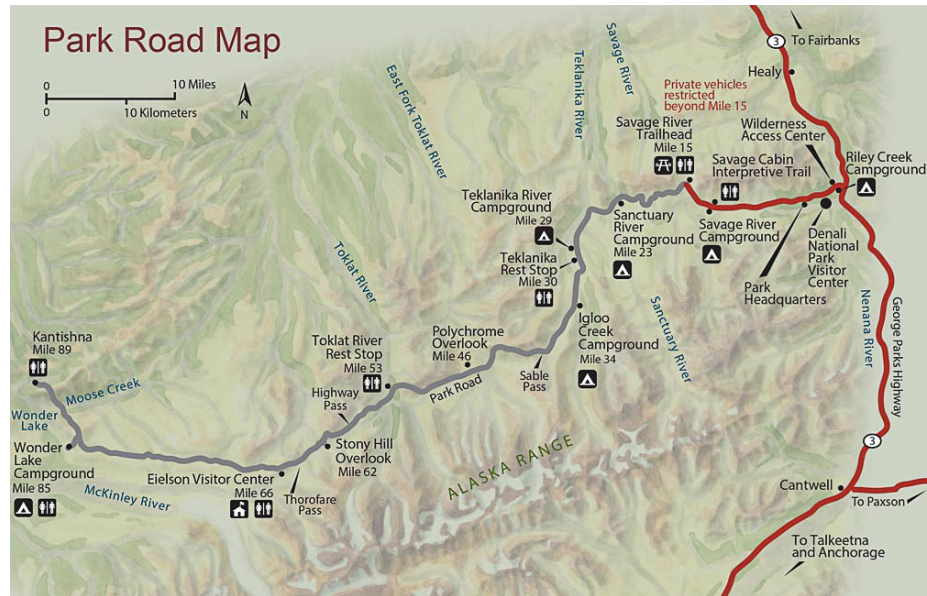 Park Road Map
0
10 Miles
0
10 Kilometers
N
East Fork Toklat River
Teklanika River
Savage River
3
To Fairbanks
Healy
Private vehicles
restricted
beyond Mile 15
Savage River
Trailhead
Mile 15
Wilderness
Access Center
Savage Cabin
Interpretive Trail
Riley Creek
Campground
Teklanika River
Campground
Mile 29
Sanctuary
River
Campground
Mile 23
Savage River
Campground
Park
Headquarters
Denali
National
Park
Visitor
Center
Teklanika
Rest Stop
Mile 30
Toklat River
Igloo
Creek
Campground
Mile 34
Sanctuary River
Nenana River
George Parks Highway
Kantishna
Mile 89
Toklat River
Rest Stop
Mile 53
Polychrome
Overlook
Mile 46
Sable
Pass
Park Road
Highway
Pass
Moose Creek
Wonder
Lake
Wonder
Lake
Campground
Mile 85
Stony Hill
Overlook
Mile 62
Eielson Visitor Center
Mile 66
Thorofare
Pass
McKinley River
ALASKA RANGE
3
Cantwell
To Paxson
To Talkeetna
and Anchorage